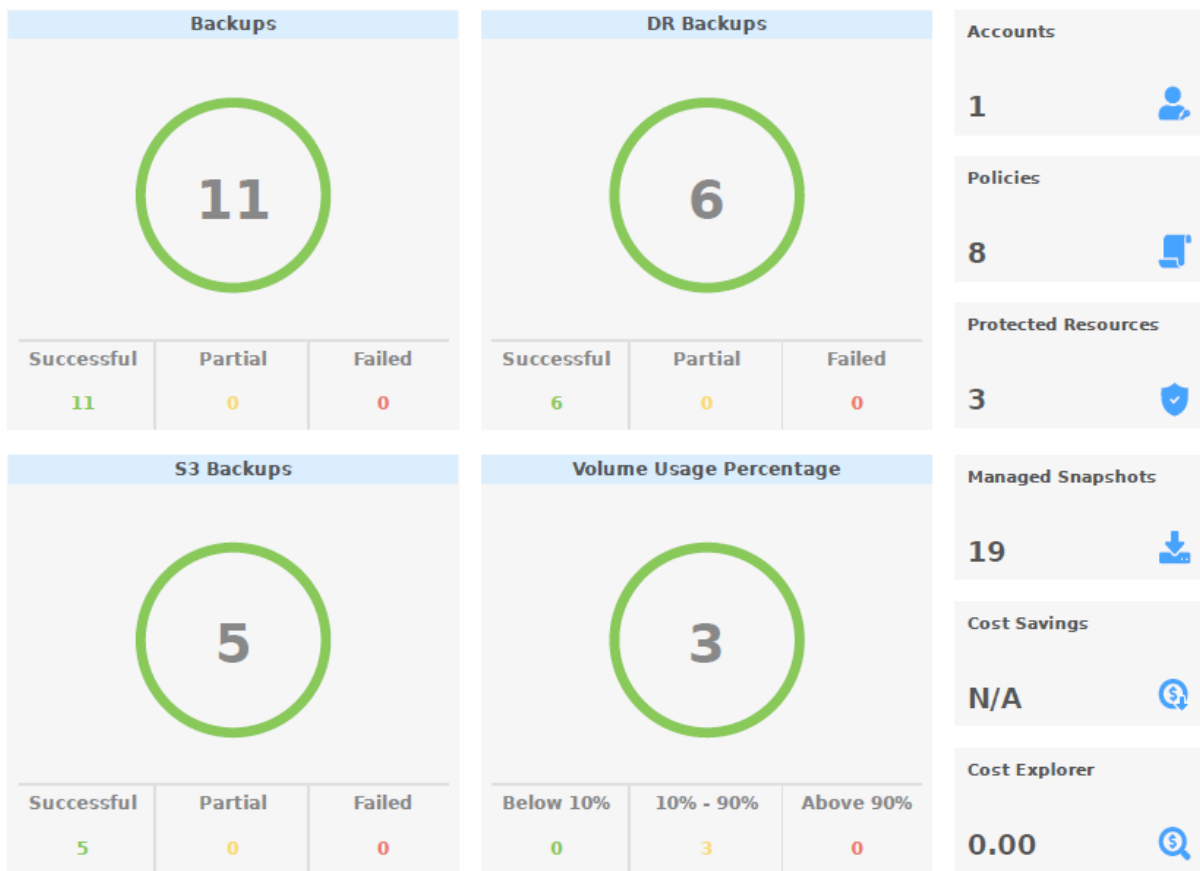 Backups
11
Successful Partial Failed
11 0 0
DR Backups
6
Successful Partial Failed
6 0 0
Accounts
1
Policies
8
Protected Resources
3
S3 Backups
5
Successful Partial Failed
5 0 0
Volume Usage Percentage
3
Below 10% 10% - 90% Above 90%
0 3 0
Managed Snapshots
19
Cost Savings
N/A
Cost Explorer
0.00